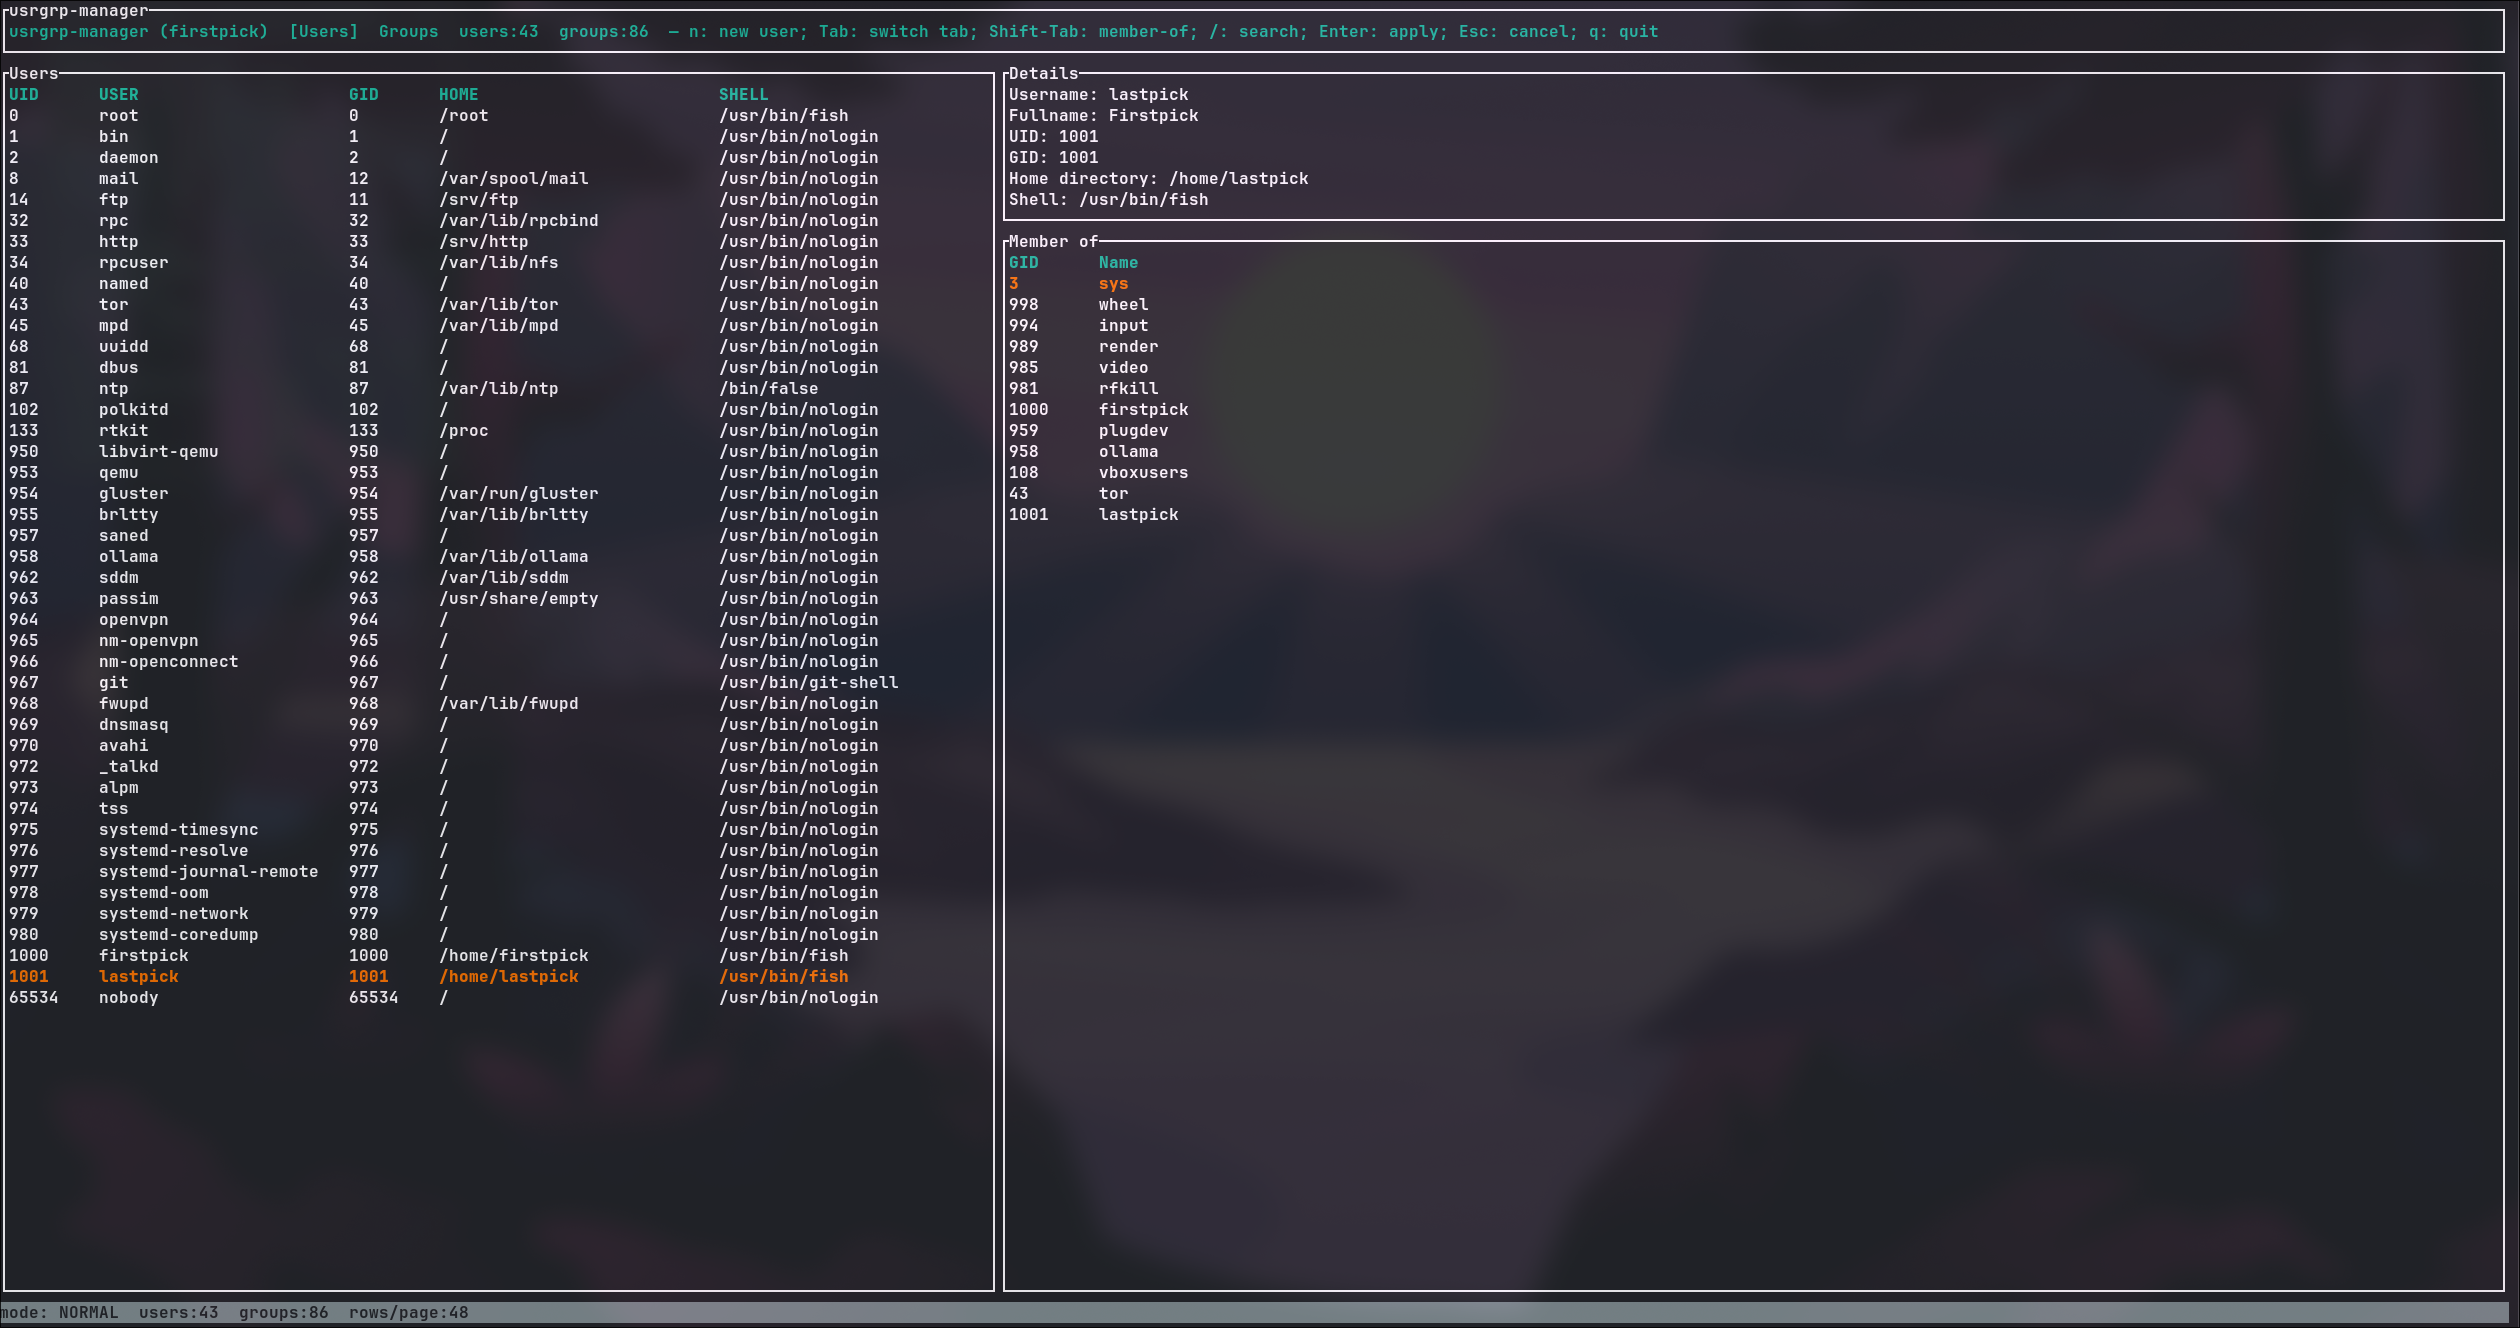 usrgrp-manager
usrgrp-manager (firstpick)  [Users]  Groups  users:43  groups:86  — n: new user; Tab: switch tab; Shift-Tab: member-of; /: search; Enter: apply; Esc: cancel; q: quit
Users
UID USER GID HOME SHELL
0 root 0 /root /usr/bin/fish
1 bin 1 / /usr/bin/nologin
2 daemon 2 / /usr/bin/nologin
8 mail 12 /var/spool/mail /usr/bin/nologin
14 ftp 11 /srv/ftp /usr/bin/nologin
32 rpc 32 /var/lib/rpcbind /usr/bin/nologin
33 http 33 /srv/http /usr/bin/nologin
34 rpcuser 34 /var/lib/nfs /usr/bin/nologin
40 named 40 / /usr/bin/nologin
43 tor 43 /var/lib/tor /usr/bin/nologin
45 mpd 45 /var/lib/mpd /usr/bin/nologin
68 uuidd 68 / /usr/bin/nologin
81 dbus 81 / /usr/bin/nologin
87 ntp 87 /var/lib/ntp /bin/false
102 polkitd 102 / /usr/bin/nologin
133 rtkit 133 /proc /usr/bin/nologin
950 libvirt-qemu 950 / /usr/bin/nologin
953 qemu 953 / /usr/bin/nologin
954 gluster 954 /var/run/gluster /usr/bin/nologin
955 brltty 955 /var/lib/brltty /usr/bin/nologin
957 saned 957 / /usr/bin/nologin
958 ollama 958 /var/lib/ollama /usr/bin/nologin
962 sddm 962 /var/lib/sddm /usr/bin/nologin
963 passim 963 /usr/share/empty /usr/bin/nologin
964 openvpn 964 / /usr/bin/nologin
965 nm-openvpn 965 / /usr/bin/nologin
966 nm-openconnect 966 / /usr/bin/nologin
967 git 967 / /usr/bin/git-shell
968 fwupd 968 /var/lib/fwupd /usr/bin/nologin
969 dnsmasq 969 / /usr/bin/nologin
970 avahi 970 / /usr/bin/nologin
972 _talkd 972 / /usr/bin/nologin
973 alpm 973 / /usr/bin/nologin
974 tss 974 / /usr/bin/nologin
975 systemd-timesync 975 / /usr/bin/nologin
976 systemd-resolve 976 / /usr/bin/nologin
977 systemd-journal-remote 977 / /usr/bin/nologin
978 systemd-oom 978 / /usr/bin/nologin
979 systemd-network 979 / /usr/bin/nologin
980 systemd-coredump 980 / /usr/bin/nologin
1000 firstpick 1000 /home/firstpick /usr/bin/fish
1001 lastpick 1001 /home/lastpick /usr/bin/fish
65534 nobody 65534 / /usr/bin/nologin
Details
Username: lastpick
Fullname: Firstpick
UID: 1001
GID: 1001
Home directory: /home/lastpick
Shell: /usr/bin/fish
Member of
GID Name
3 sys
998 wheel
994 input
989 render
985 video
981 rfkill
1000 firstpick
959 plugdev
958 ollama
108 vboxusers
43 tor
1001 lastpick
mode: NORMAL  users:43  groups:86  rows/page:48